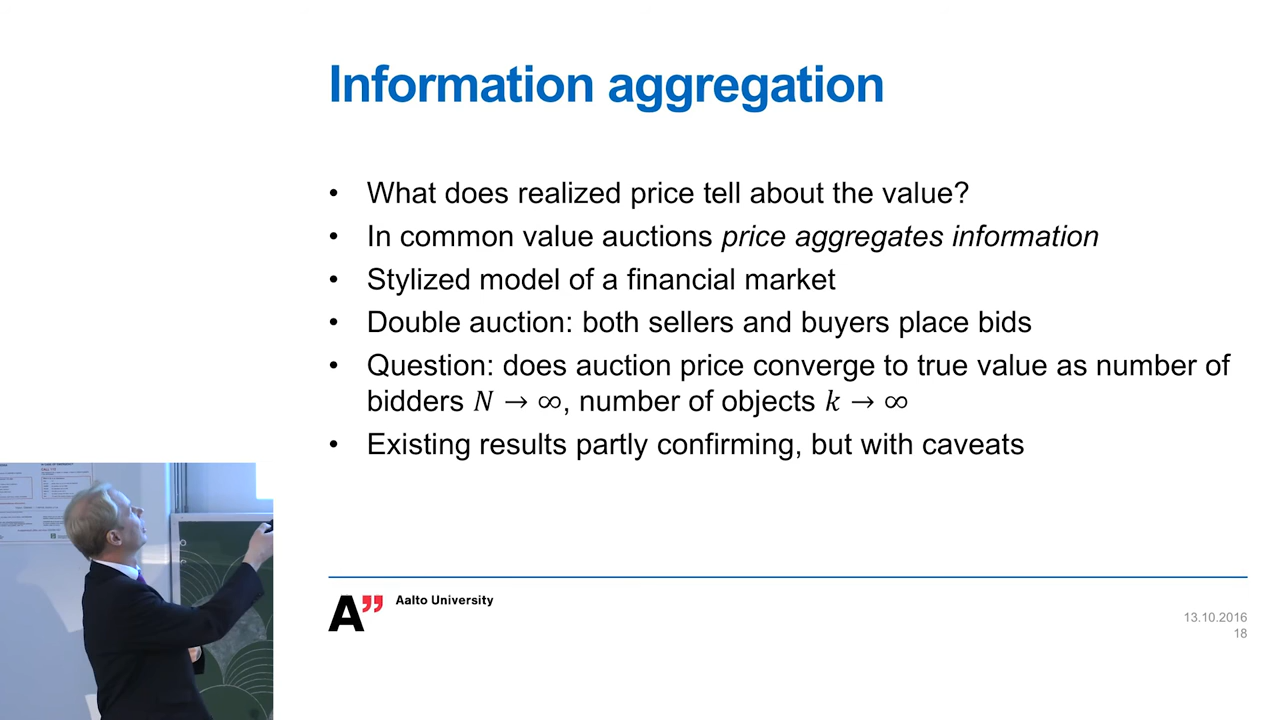 Information aggregation
• What does realized price tell about the value?
• In common value auctions price aggregates information
• Stylized model of a financial market
• Double auction: both sellers and buyers place bids
• Question: does auction price converge to true value as number of
bidders N → ∞, number of objects k → ∞
• Existing results partly confirming, but with caveats
A”
Aalto University
13.10.2016
18